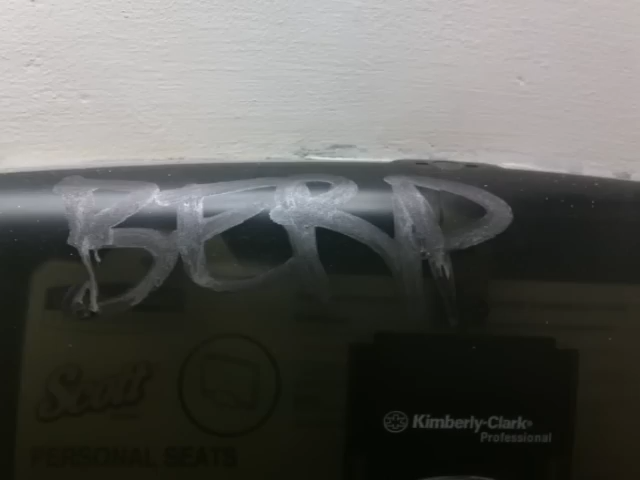 BERP
Scott
Kimberly-Clark®
Professional
PERSONAL SEATS